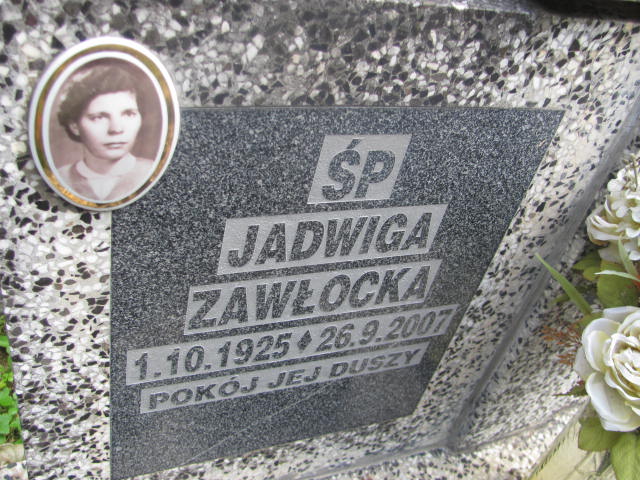 ŚP
JADWIGA
ZAWŁOCKA
1.10.1925 ♦ 26.9.2007
POKÓJ JEJ DUSZY